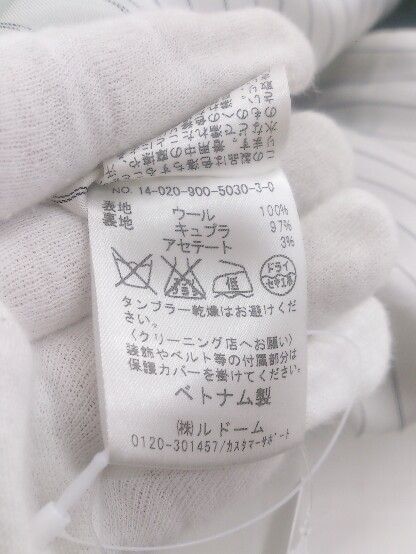 NO. 14-020-900-5030-3-0
表地 ウール 100%
裏地 キュプラ 97%
アセテート 3%
低 ドライ セキユ系
タンブラー乾燥はお避けくだ
さい。
〈クリーニング店へお願い〉
装飾やベルト等の付属部分は
保護カバーを掛けてください。
ベトナム製
㈱ルドーム
0120-301457/カスタマーサポート